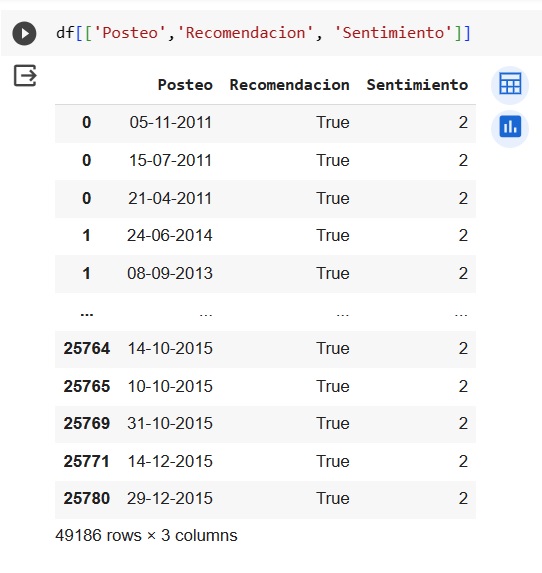 df[['Posteo','Recomendacion', 'Sentimiento']]
Posteo Recomendacion Sentimiento
0 05-11-2011 True 2
0 15-07-2011 True 2
0 21-04-2011 True 2
1 24-06-2014 True 2
1 08-09-2013 True 2
... ... ... ...
25764 14-10-2015 True 2
25765 10-10-2015 True 2
25769 31-10-2015 True 2
25771 14-12-2015 True 2
25780 29-12-2015 True 2
49186 rows × 3 columns